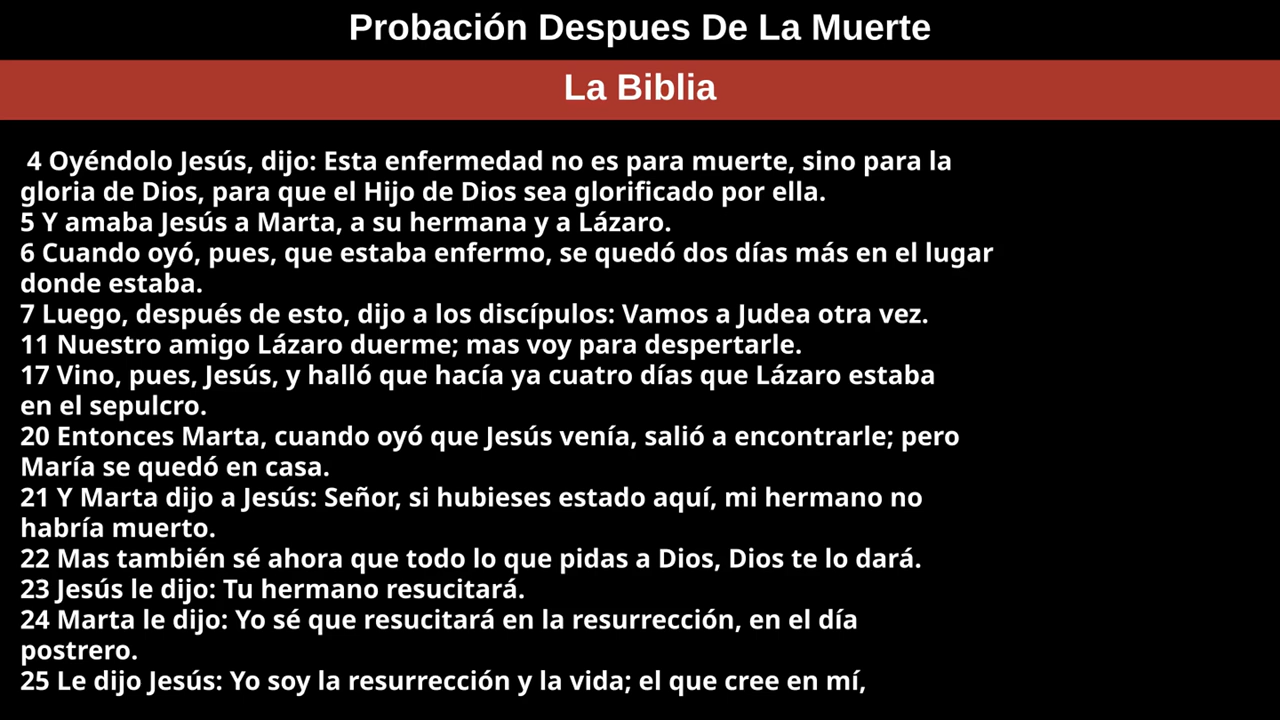 Probación Despues De La Muerte
La Biblia
4 Oyéndolo Jesús, dijo: Esta enfermedad no es para muerte, sino para la
gloria de Dios, para que el Hijo de Dios sea glorificado por ella.
5 Y amaba Jesús a Marta, a su hermana y a Lázaro.
6 Cuando oyó, pues, que estaba enfermo, se quedó dos días más en el lugar
donde estaba.
7 Luego, después de esto, dijo a los discípulos: Vamos a Judea otra vez.
11 Nuestro amigo Lázaro duerme; mas voy para despertarle.
17 Vino, pues, Jesús, y halló que hacía ya cuatro días que Lázaro estaba
en el sepulcro.
20 Entonces Marta, cuando oyó que Jesús venía, salió a encontrarle; pero
María se quedó en casa.
21 Y Marta dijo a Jesús: Señor, si hubieses estado aquí, mi hermano no
habría muerto.
22 Mas también sé ahora que todo lo que pidas a Dios, Dios te lo dará.
23 Jesús le dijo: Tu hermano resucitará.
24 Marta le dijo: Yo sé que resucitará en la resurrección, en el día
postrero.
25 Le dijo Jesús: Yo soy la resurrección y la vida; el que cree en mí,